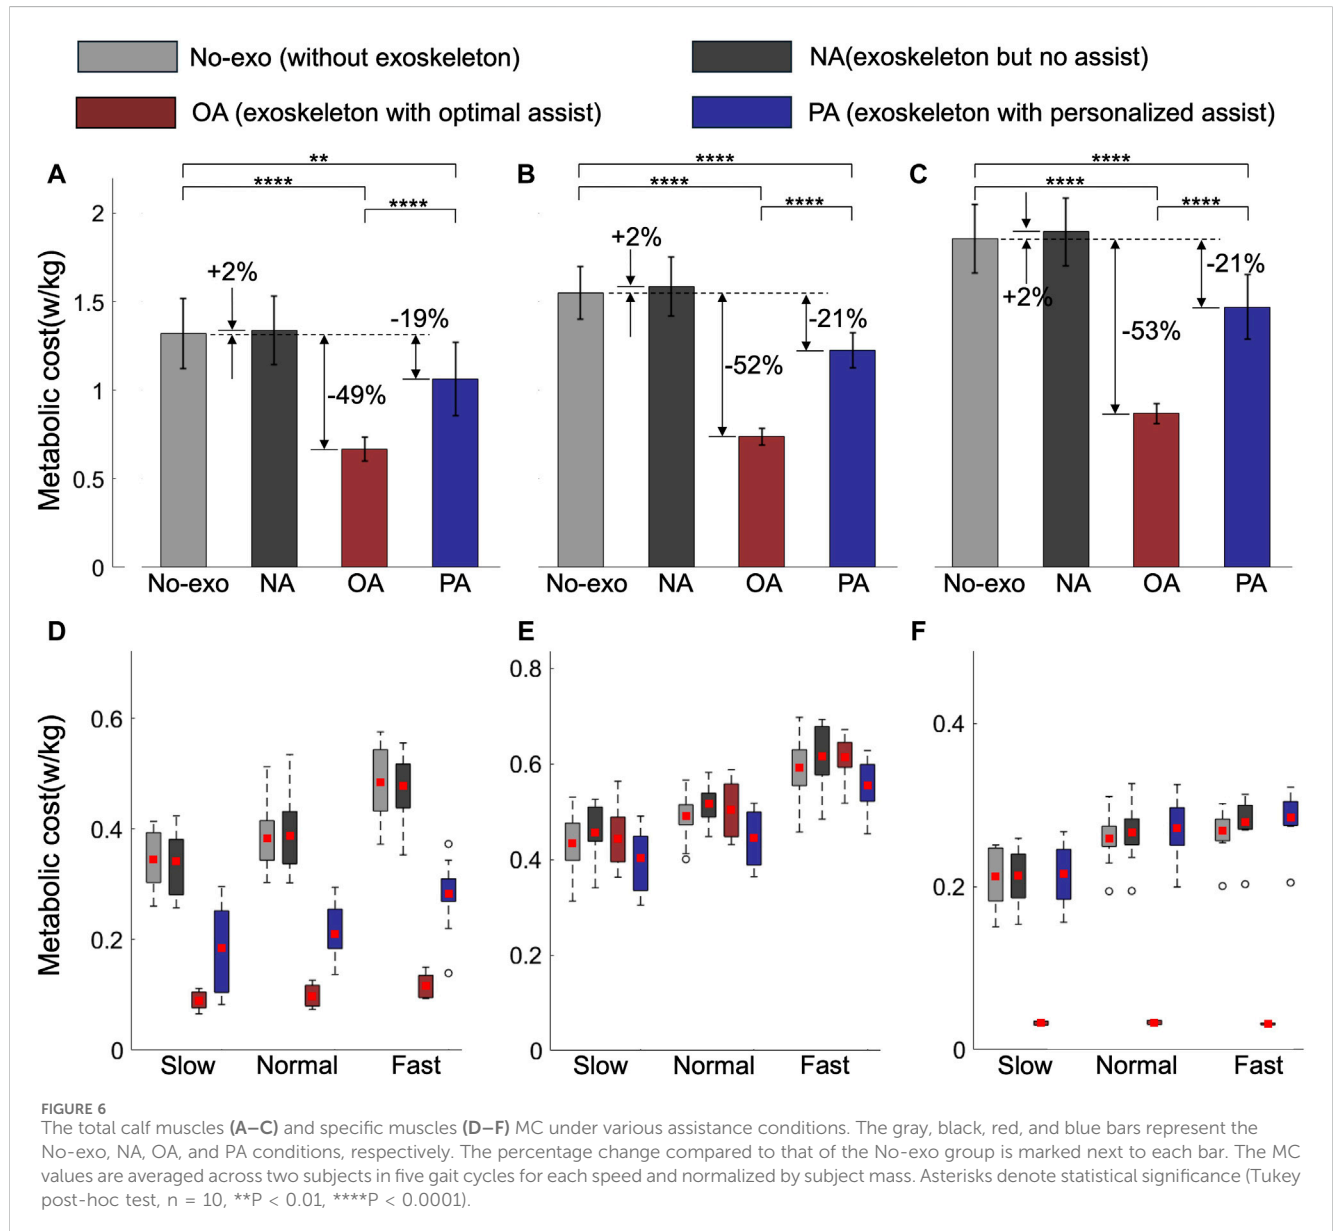 No-exo (without exoskeleton)
NA(exoskeleton but no assist)
OA (exoskeleton with optimal assist)
PA (exoskeleton with personalized assist)
A
**
****
****
Metabolic cost(w/kg)
2
1.5
1
0.5
0
+2%
-49%
-19%
No-exo NA OA PA
B
****
****
****
+2%
-52%
-21%
No-exo NA OA PA
C
****
****
****
+2%
-53%
-21%
No-exo NA OA PA
D
Metabolic cost(w/kg)
0.6
0.4
0.2
0
Slow Normal Fast
E
0.8
0.6
0.4
0.2
0
Slow Normal Fast
F
0.4
0.2
0
Slow Normal Fast
FIGURE 6
The total calf muscles (A–C) and specific muscles (D–F) MC under various assistance conditions. The gray, black, red, and blue bars represent the
No-exo, NA, OA, and PA conditions, respectively. The percentage change compared to that of the No-exo group is marked next to each bar. The MC
values are averaged across two subjects in five gait cycles for each speed and normalized by subject mass. Asterisks denote statistical significance (Tukey
post-hoc test, n = 10, **P < 0.01, ****P < 0.0001).